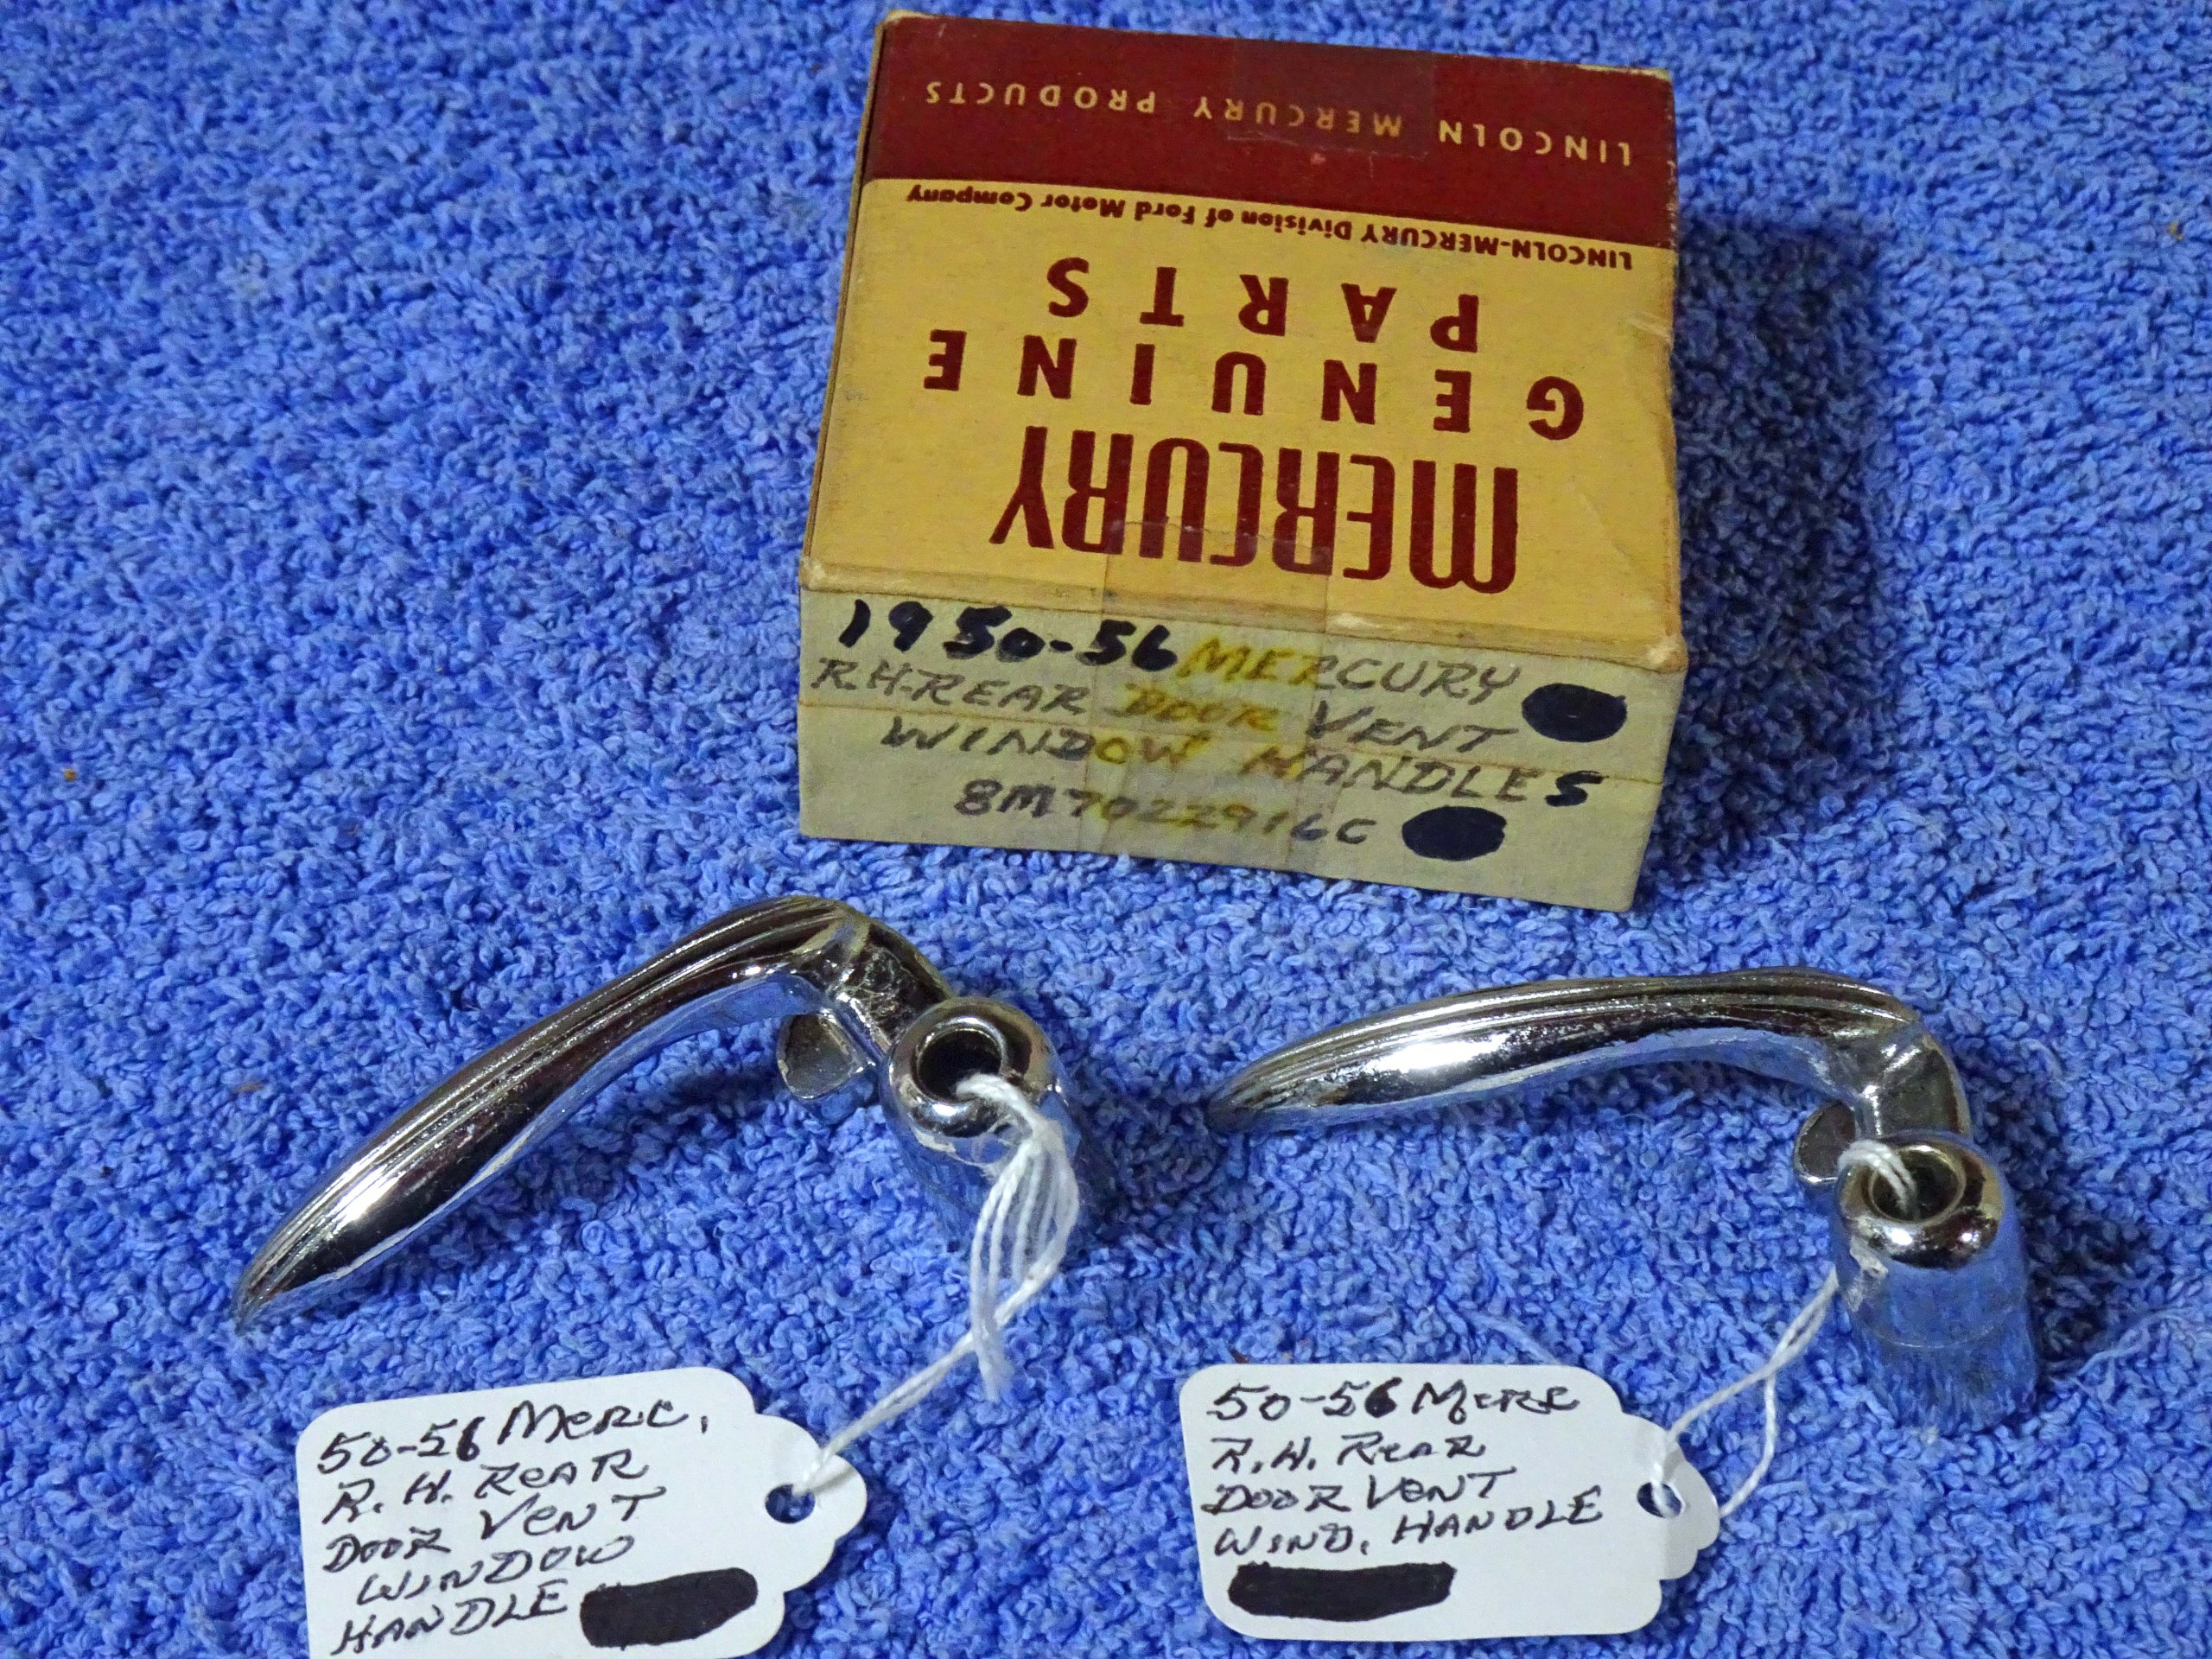 LINCOLN MERCURY PRODUCTS
LINCOLN-MERCURY Division of Ford Motor Company
MERCURY
GENUINE
PARTS
1950-56 MERCURY
R.H. REAR DOOR VENT
WINDOW HANDLES
8M7022916C
50-56 MERC.
R.H. REAR
DOOR VENT
WINDOW
HANDLE
50-56 MERC
R.H. REAR
DOOR VENT
WIND. HANDLE